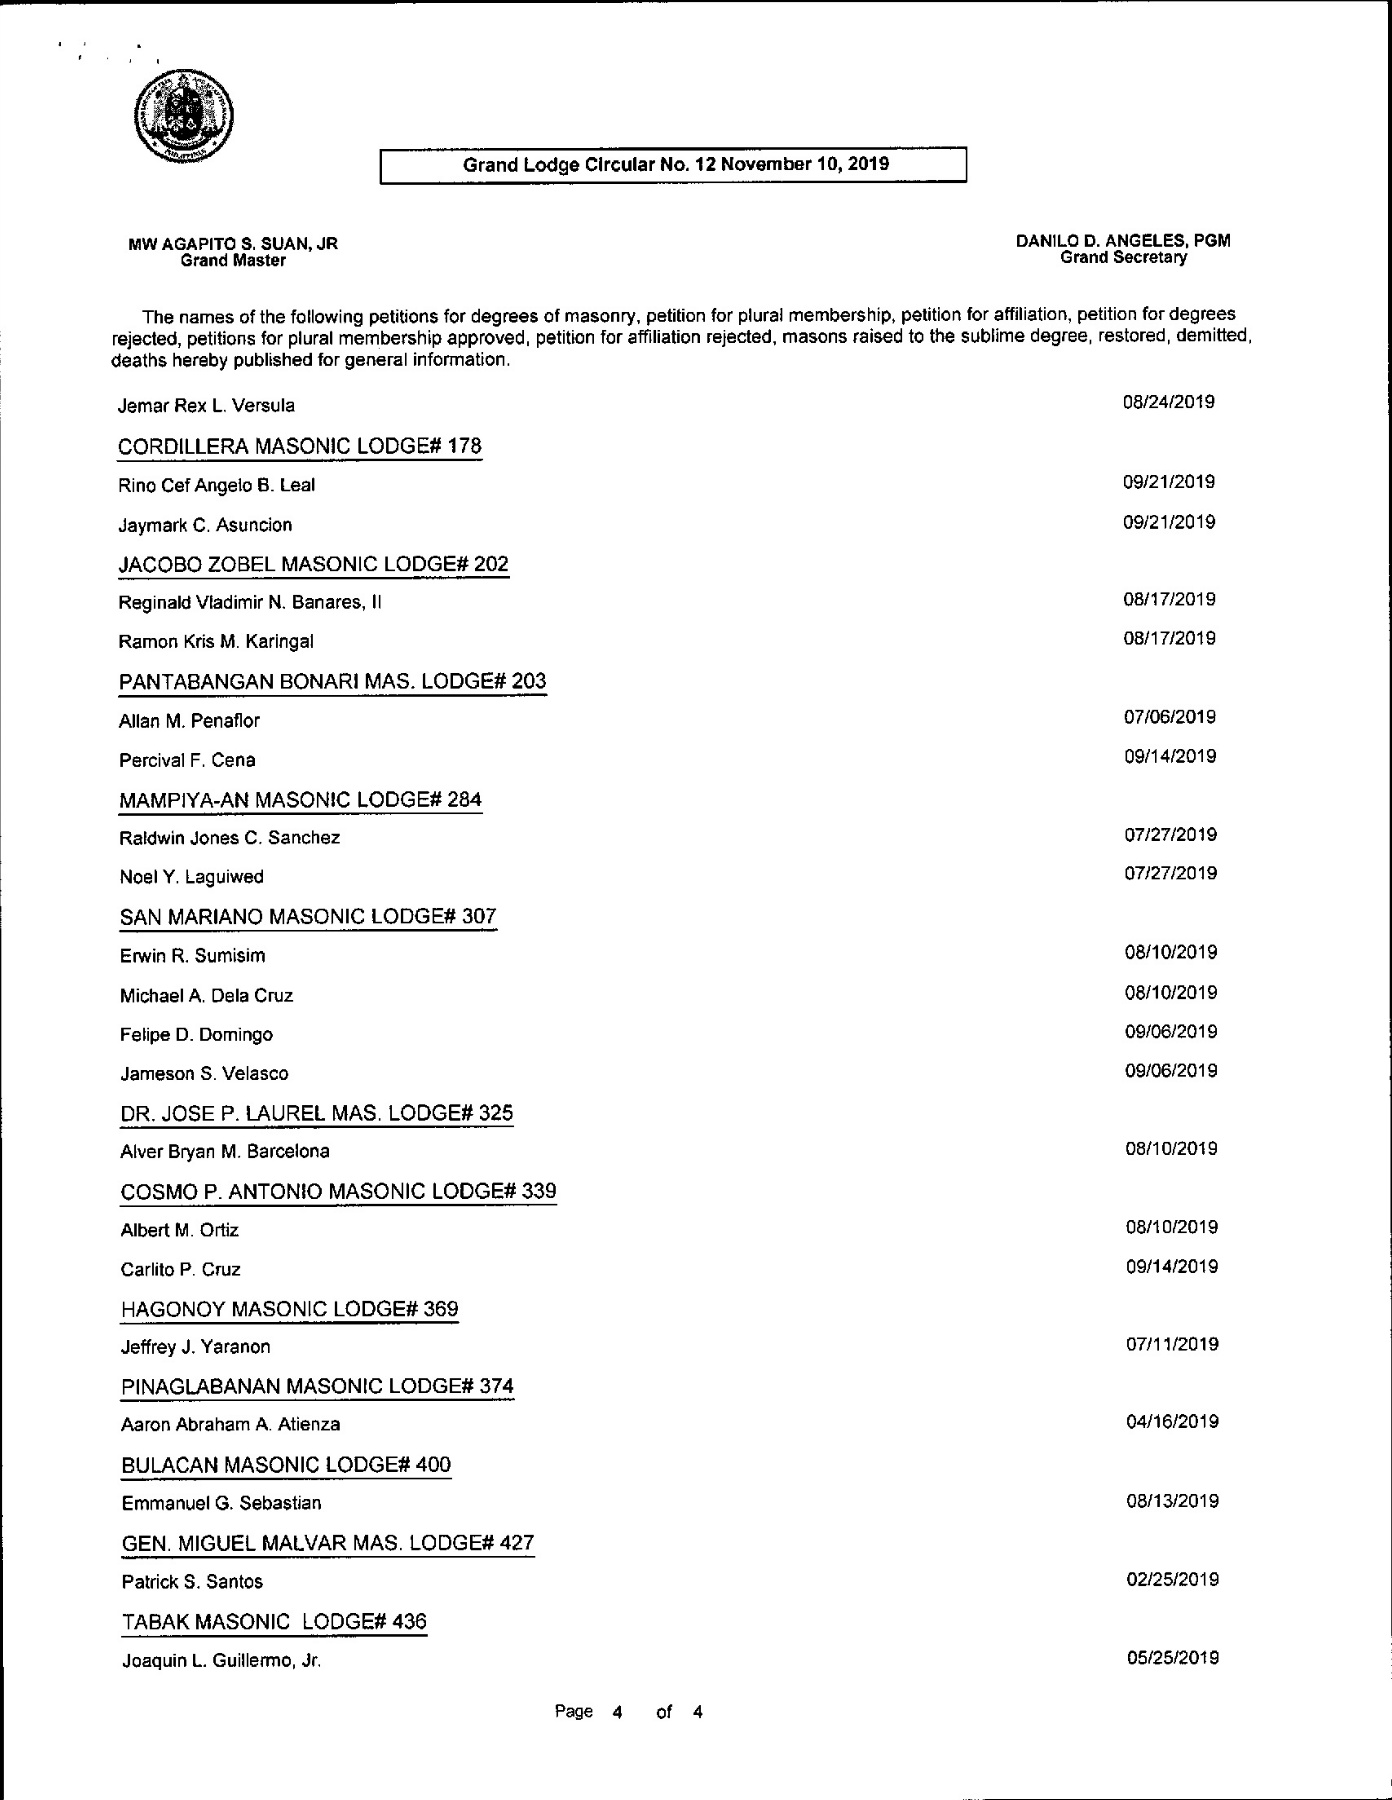 PHILIPPINES
Grand Lodge Circular No. 12 November 10, 2019
MW AGAPITO S. SUAN, JR
Grand Master
DANILO D. ANGELES, PGM
Grand Secretary
The names of the following petitions for degrees of masonry, petition for plural membership, petition for affiliation, petition for degrees
rejected, petitions for plural membership approved, petition for affiliation rejected, masons raised to the sublime degree, restored, demitted,
deaths hereby published for general information.
Jemar Rex L. Versula 08/24/2019
CORDILLERA MASONIC LODGE# 178
Rino Cef Angelo B. Leal 09/21/2019
Jaymark C. Asuncion 09/21/2019
JACOBO ZOBEL MASONIC LODGE# 202
Reginald Vladimir N. Banares, II 08/17/2019
Ramon Kris M. Karingal 08/17/2019
PANTABANGAN BONARI MAS. LODGE# 203
Allan M. Penaflor 07/06/2019
Percival F. Cena 09/14/2019
MAMPIYA-AN MASONIC LODGE# 284
Raldwin Jones C. Sanchez 07/27/2019
Noel Y. Laguiwed 07/27/2019
SAN MARIANO MASONIC LODGE# 307
Erwin R. Sumisim 08/10/2019
Michael A. Dela Cruz 08/10/2019
Felipe D. Domingo 09/06/2019
Jameson S. Velasco 09/06/2019
DR. JOSE P. LAUREL MAS. LODGE# 325
Alver Bryan M. Barcelona 08/10/2019
COSMO P. ANTONIO MASONIC LODGE# 339
Albert M. Ortiz 08/10/2019
Carlito P. Cruz 09/14/2019
HAGONOY MASONIC LODGE# 369
Jeffrey J. Yaranon 07/11/2019
PINAGLABANAN MASONIC LODGE# 374
Aaron Abraham A. Atienza 04/16/2019
BULACAN MASONIC LODGE# 400
Emmanuel G. Sebastian 08/13/2019
GEN. MIGUEL MALVAR MAS. LODGE# 427
Patrick S. Santos 02/25/2019
TABAK MASONIC LODGE# 436
Joaquin L. Guillermo, Jr. 05/25/2019
Page 4 of 4